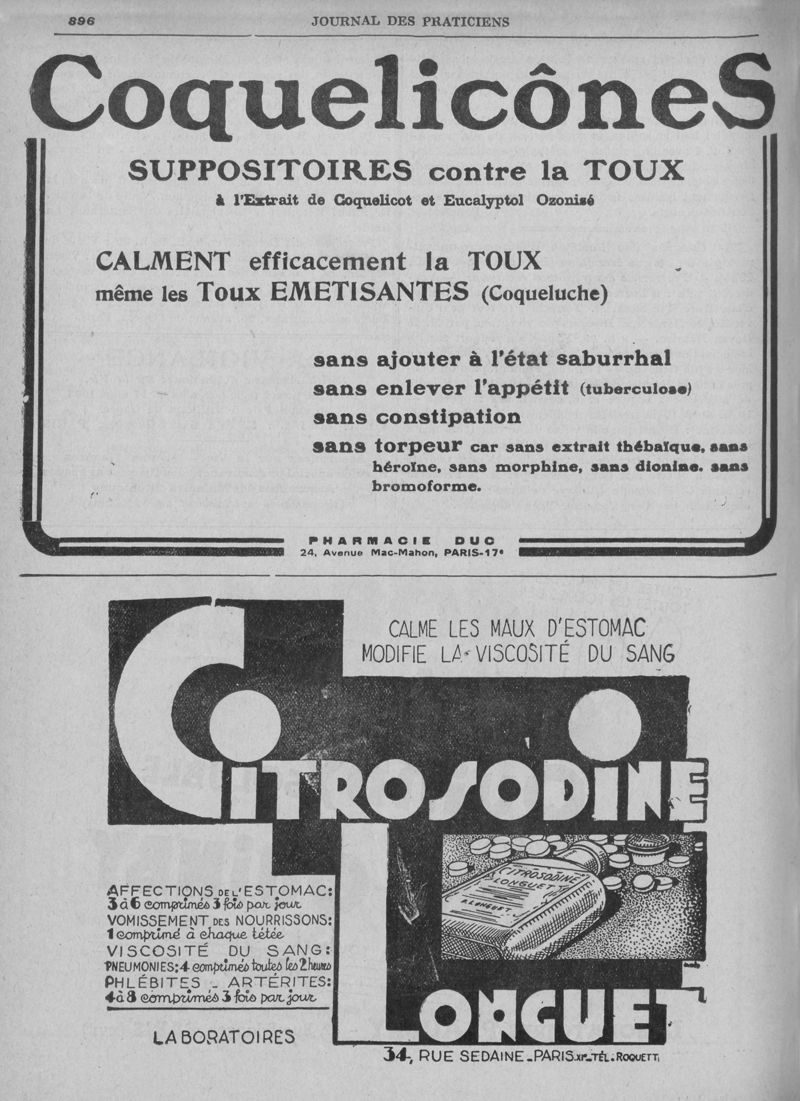 896
JOURNAL DES PRATICIENS
CoquelicôneS
SUPPOSITOIRES contre la TOUX
à l'Extrait de Coquelicot et Eucalyptol Ozonisé
CALMENT efficacement la TOUX
même les Toux EMETISANTES (Coqueluche)
sans ajouter à l'état saburrhal
sans enlever l'appétit (tuberculose)
sans constipation
sans torpeur car sans extrait thébaïque, sans
héroïne, sans morphine, sans dionine, sans
bromoforme.
PHARMACIE DUC
24, Avenue Mac-Mahon, PARIS-17e
CALME LES MAUX D'ESTOMAC
MODIFIE LA VISCOSITÉ DU SANG
CITROSODINE
CITROSODINE
LONGUET
A. LONGUET
AFFECTIONS DE L'ESTOMAC:
3 à 6 comprimés 3 fois par jour
VOMISSEMENT DES NOURRISSONS:
1 comprimé à chaque tétée
VISCOSITÉ DU SANG:
PNEUMONIES: 4 comprimés toutes les 2 heures
PHLÉBITES - ARTÉRITES:
4 à 8 comprimés 3 fois par jour
LONGUET
LABORATOIRES
34, RUE SEDAINE-PARIS.XIe-TÉL: ROQUETT